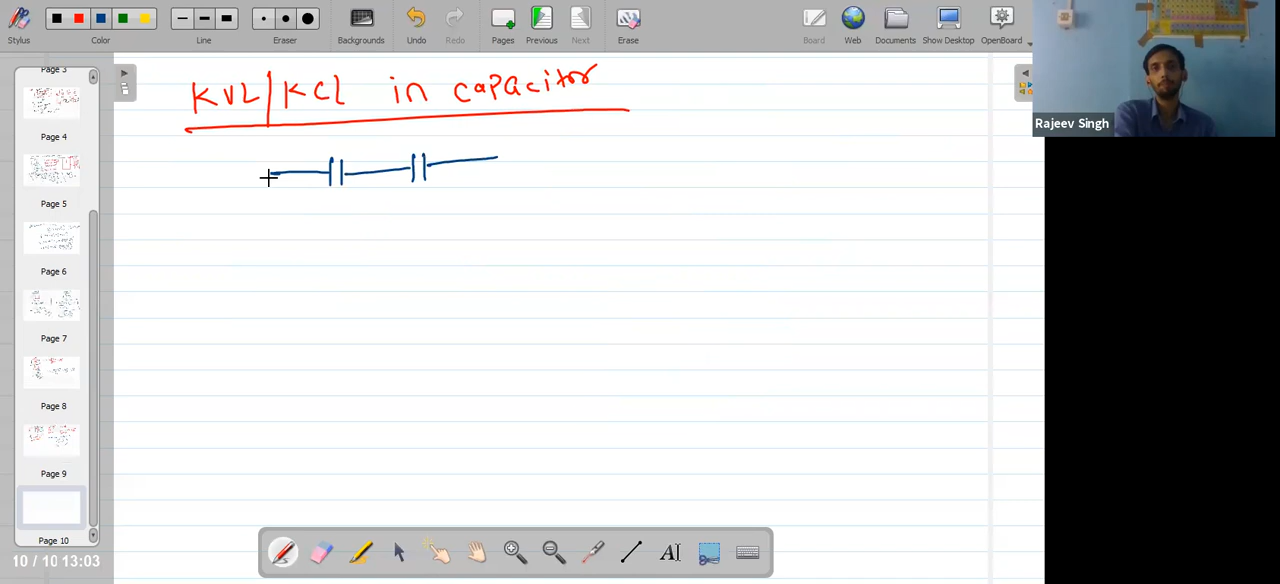 Stylus
Color
Line
Eraser
Backgrounds
Undo
Redo
Pages
Previous
Next
Erase
Board
Web
Documents
Show Desktop
OpenBoard
Rajeev Singh
KVL|KCL in capacitor
Page 3
Page 4
Page 5
Page 6
Page 7
Page 8
Page 9
Page 10
10 / 10 13:03